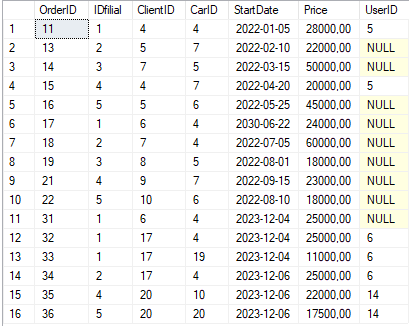 OrderID IDfilial ClientID CarID StartDate Price UserID
1 11 1 4 4 2022-01-05 28000,00 5
2 13 2 5 7 2022-02-10 22000,00 NULL
3 14 3 7 5 2022-03-15 50000,00 NULL
4 15 4 4 7 2022-04-20 20000,00 5
5 16 5 5 6 2022-05-25 45000,00 NULL
6 17 1 6 4 2030-06-22 24000,00 NULL
7 18 2 7 4 2022-07-05 60000,00 NULL
8 19 3 8 5 2022-08-01 18000,00 NULL
9 21 4 9 7 2022-09-15 23000,00 NULL
10 22 5 10 6 2022-08-10 18000,00 NULL
11 31 1 6 4 2023-12-04 25000,00 NULL
12 32 1 17 4 2023-12-04 25000,00 6
13 33 1 17 19 2023-12-04 11000,00 6
14 34 2 17 4 2023-12-06 25000,00 6
15 35 4 20 10 2023-12-06 22000,00 14
16 36 5 20 20 2023-12-06 17500,00 14